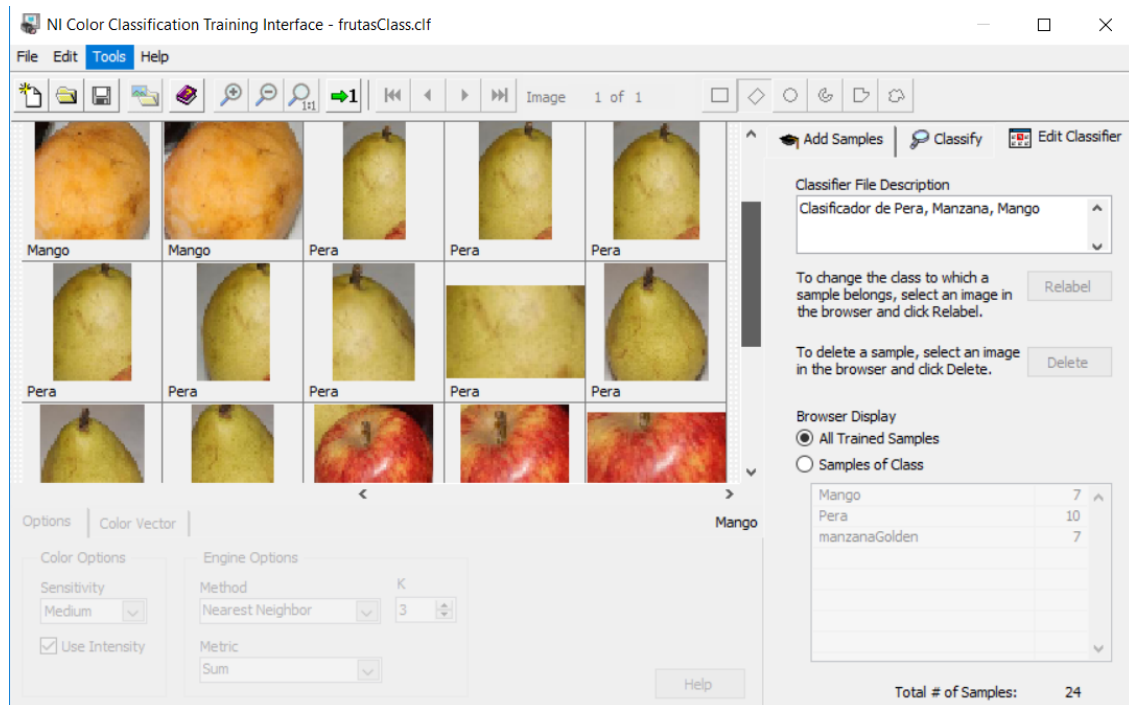 NI Color Classification Training Interface - frutasClass.clf
File Edit Tools Help
1:1 1 Image 1 of 1
Add Samples Classify Edit Classifier
Mango Mango Pera Pera Pera
Pera Pera Pera Pera Pera
Classifier File Description
Clasificador de Pera, Manzana, Mango
To change the class to which a
sample belongs, select an image in
the browser and click Relabel.
Relabel
To delete a sample, select an image
in the browser and click Delete.
Delete
Browser Display
All Trained Samples
Samples of Class
Mango 7
Pera 10
manzanaGolden 7
Total # of Samples: 24
Options Color Vector Mango
Color Options
Sensitivity
Medium
Use Intensity
Engine Options
Method K
Nearest Neighbor 3
Metric
Sum
Help